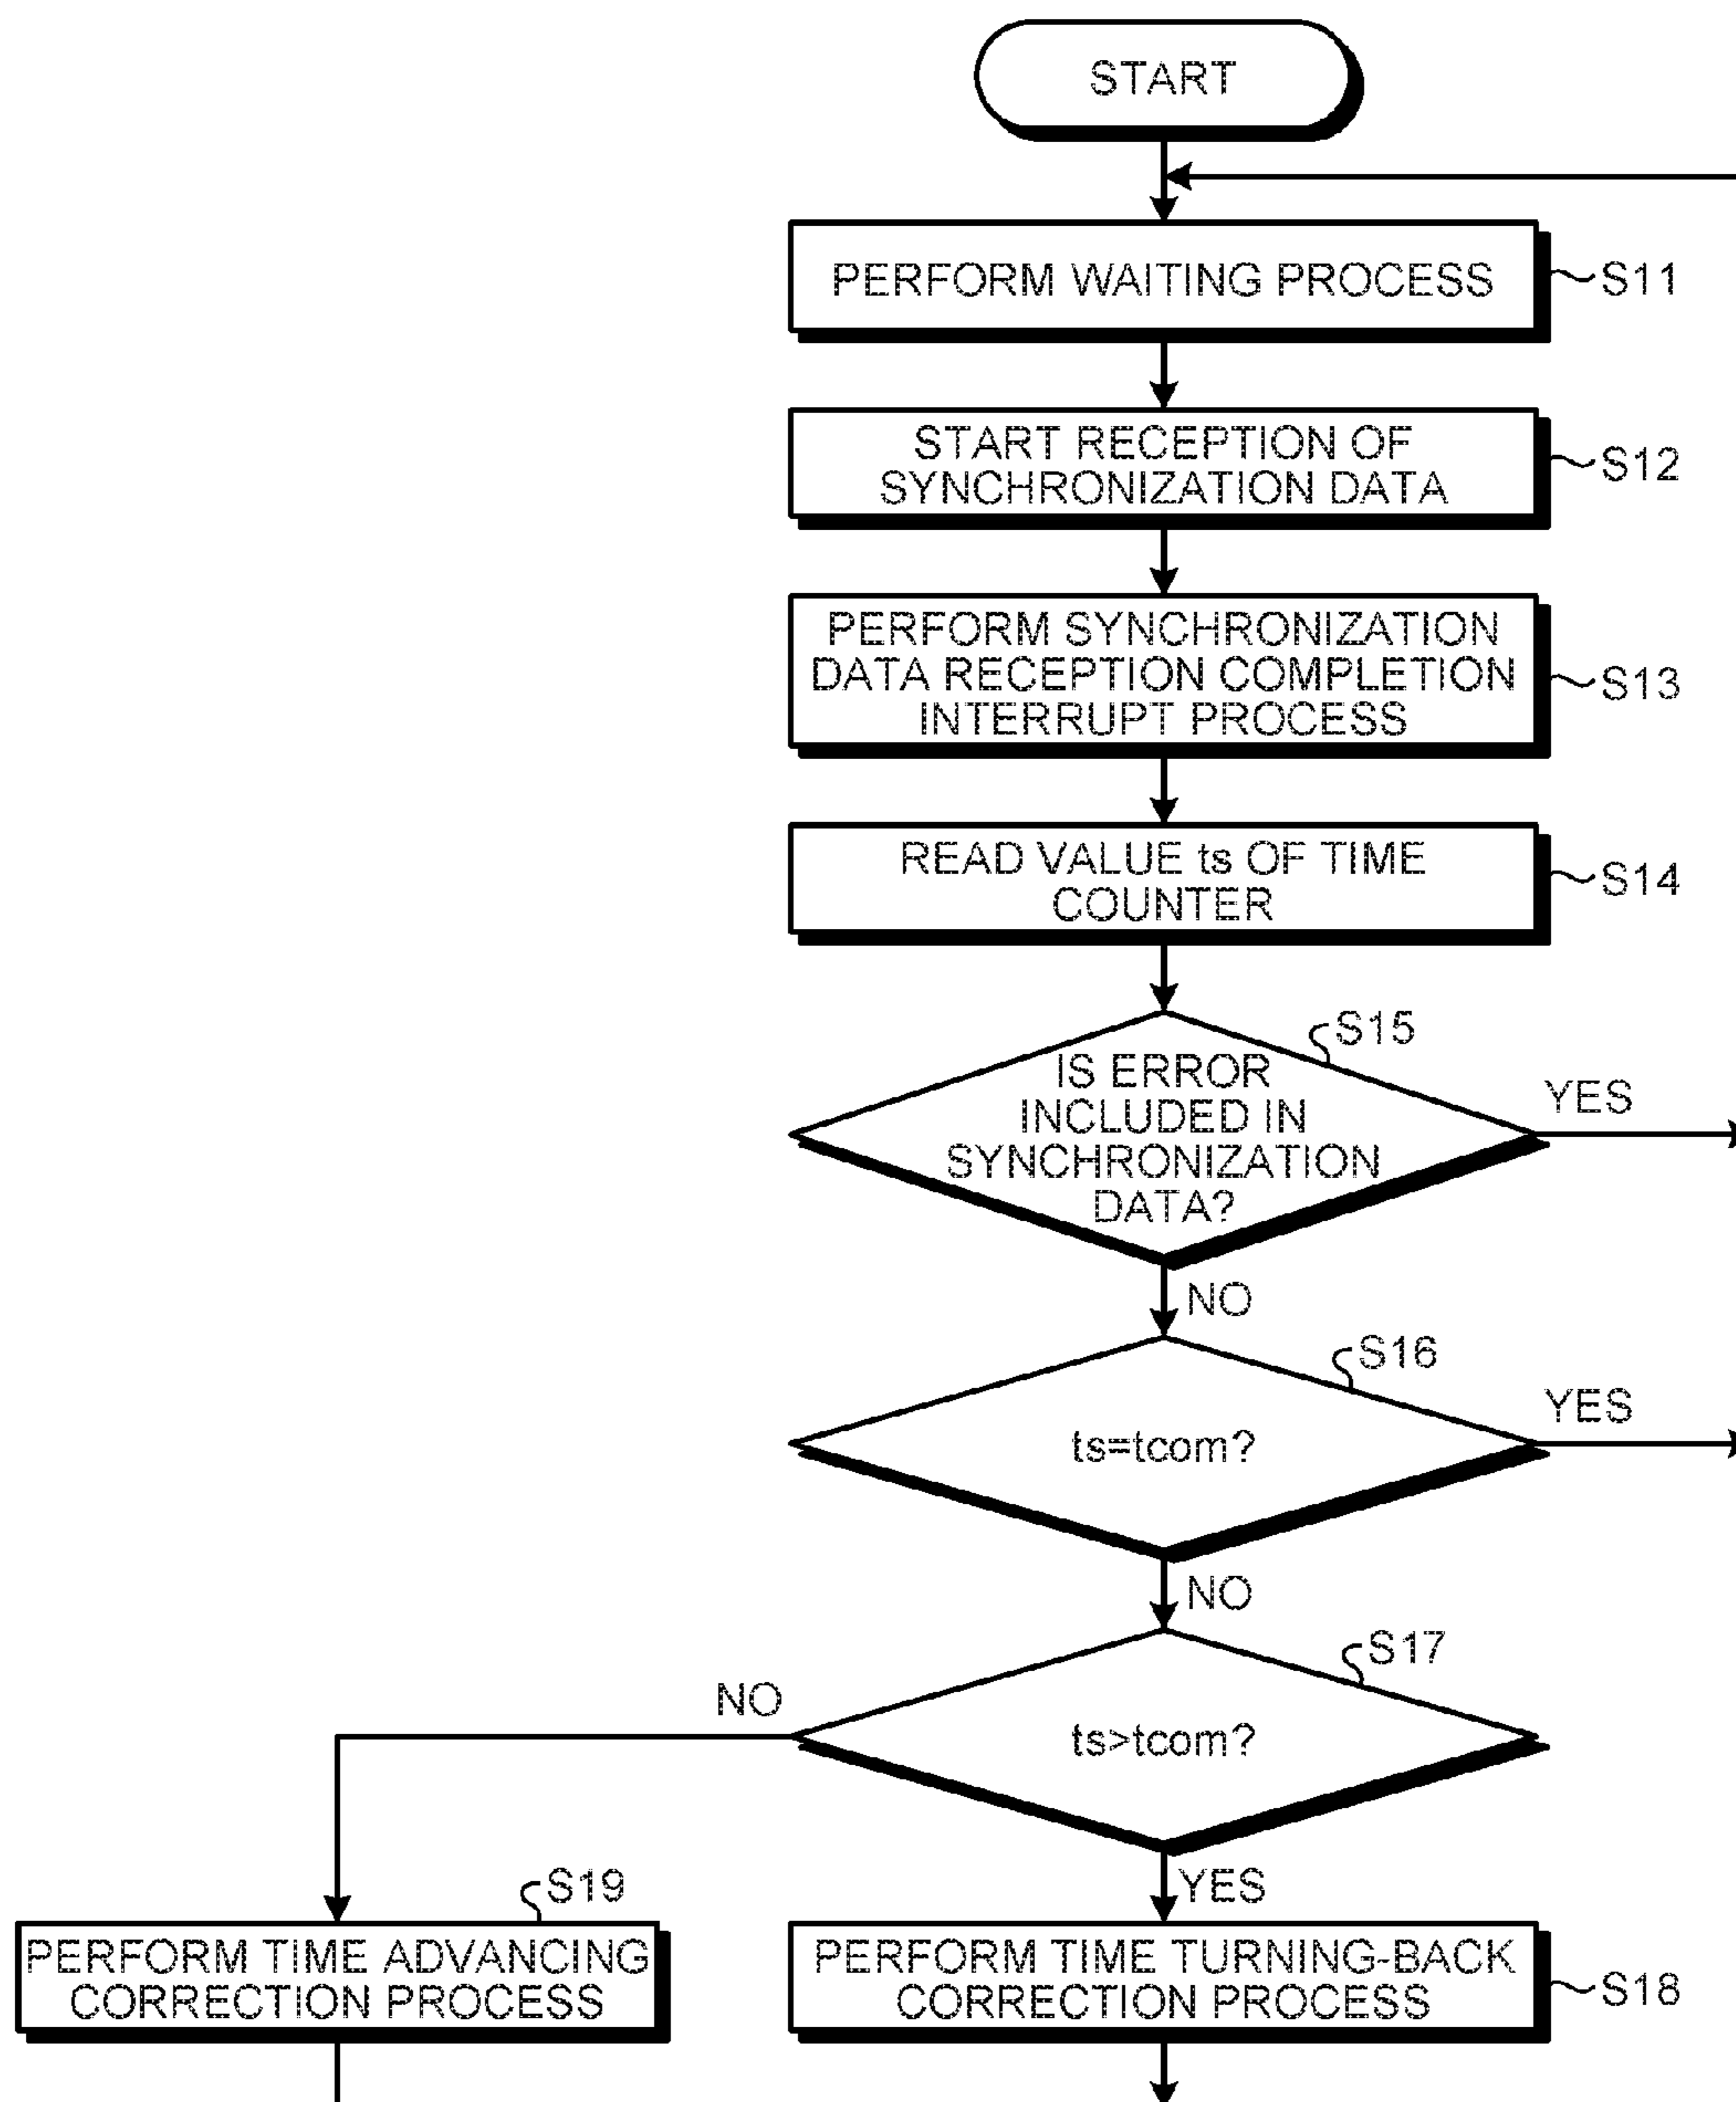 START
PERFORM WAITING PROCESS
S11
START RECEPTION OF
SYNCHRONIZATION DATA
S12
PERFORM SYNCHRONIZATION
DATA RECEPTION COMPLETION
INTERRUPT PROCESS
S13
READ VALUE ts OF TIME
COUNTER
S14
S15
IS ERROR
INCLUDED IN
SYNCHRONIZATION
DATA?
YES
NO
S16
ts=tcom?
YES
NO
S17
ts>tcom?
NO
YES
S19
PERFORM TIME ADVANCING
CORRECTION PROCESS
PERFORM TIME TURNING-BACK
CORRECTION PROCESS
S18